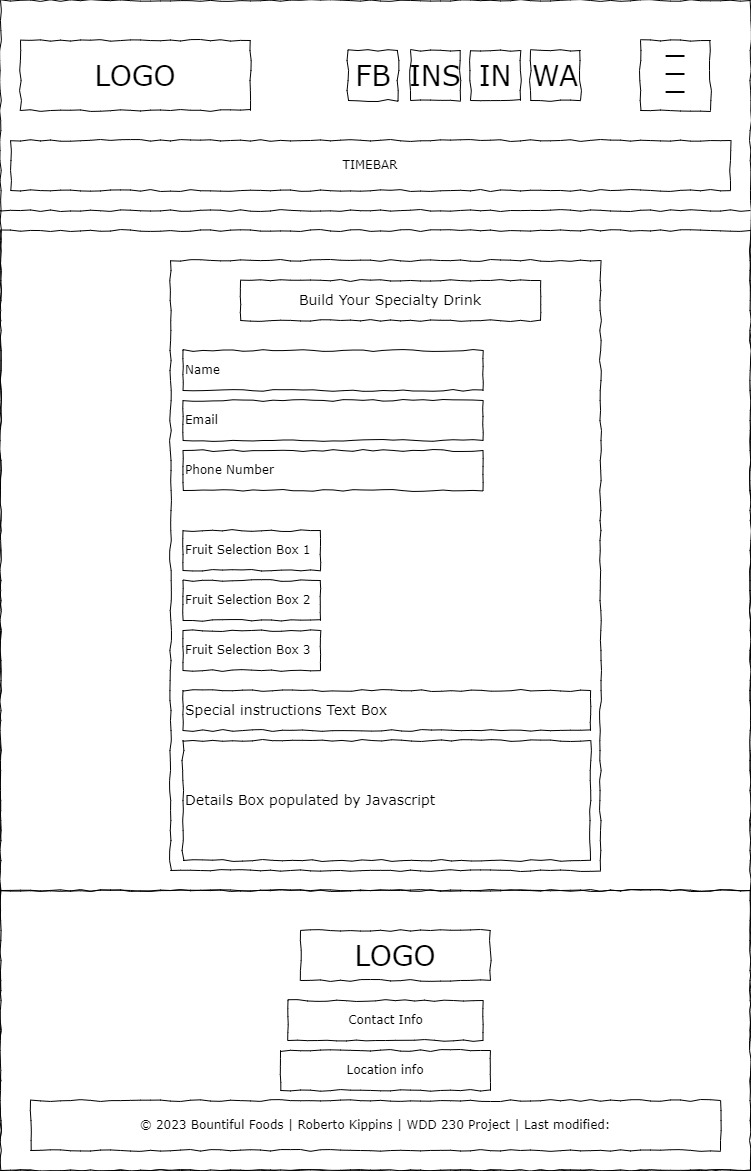 LOGO
FB INS IN WA
TIMEBAR
Build Your Specialty Drink
Name
Email
Phone Number
Fruit Selection Box 1
Fruit Selection Box 2
Fruit Selection Box 3
Special instructions Text Box
Details Box populated by Javascript
LOGO
Contact Info
Location info
© 2023 Bountiful Foods | Roberto Kippins | WDD 230 Project | Last modified: